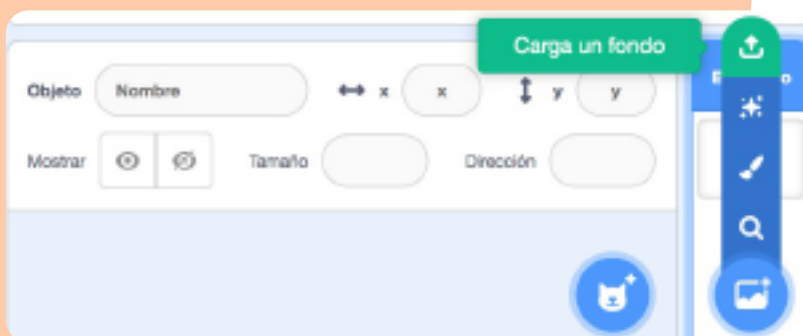 Carga un fondo
Objeto Nombre x x y y
Mostrar Tamaño Dirección